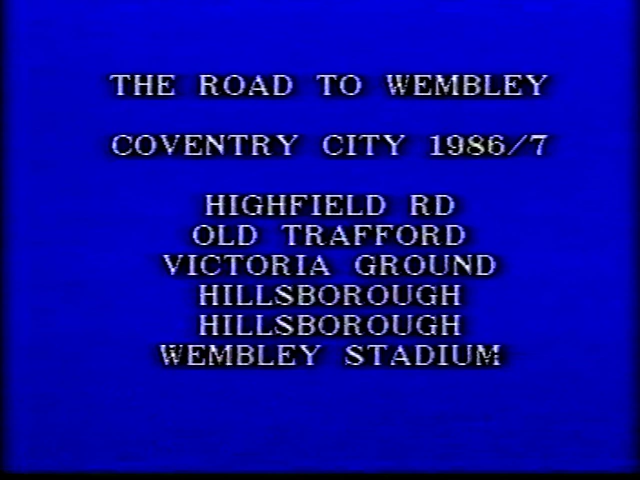 THE ROAD TO WEMBLEY
COVENTRY CITY 1986/7
HIGHFIELD RD
OLD TRAFFORD
VICTORIA GROUND
HILLSBOROUGH
HILLSBOROUGH
WEMBLEY STADIUM